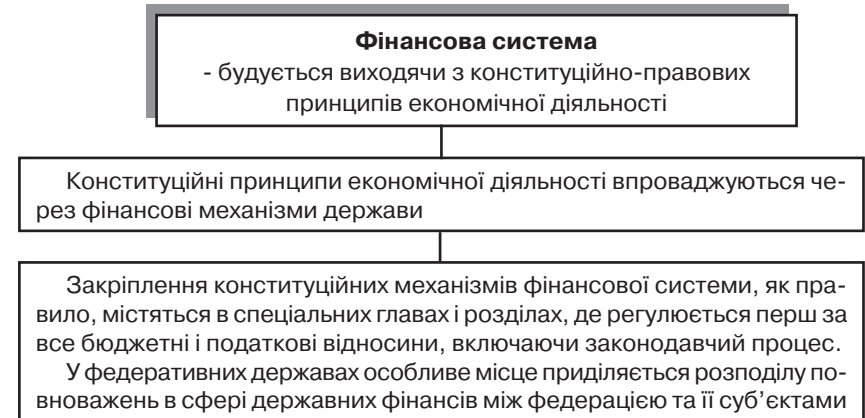 Фінансова система
- будується виходячи з конституційно-правових
принципів економічної діяльності
Конституційні принципи економічної діяльності впроваджуються че-
рез фінансові механізми держави
Закріплення конституційних механізмів фінансової системи, як пра-
вило, містяться в спеціальних главах і розділах, де регулюється перш за
все бюджетні і податкові відносини, включаючи законодавчий процес.
У федеративних державах особливе місце приділяється розподілу по-
вноважень в сфері державних фінансів між федерацією та її суб’єктами